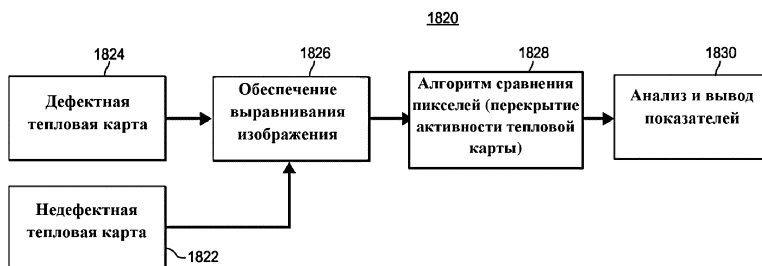 1820
1824
Дефектная
тепловая карта
1826
Обеспечение
выравнивания
изображения
1828
Алгоритм сравнения
пикселей (перекрытие
активности тепловой
карты)
1830
Анализ и вывод
показателей
Недефектная
тепловая карта
1822